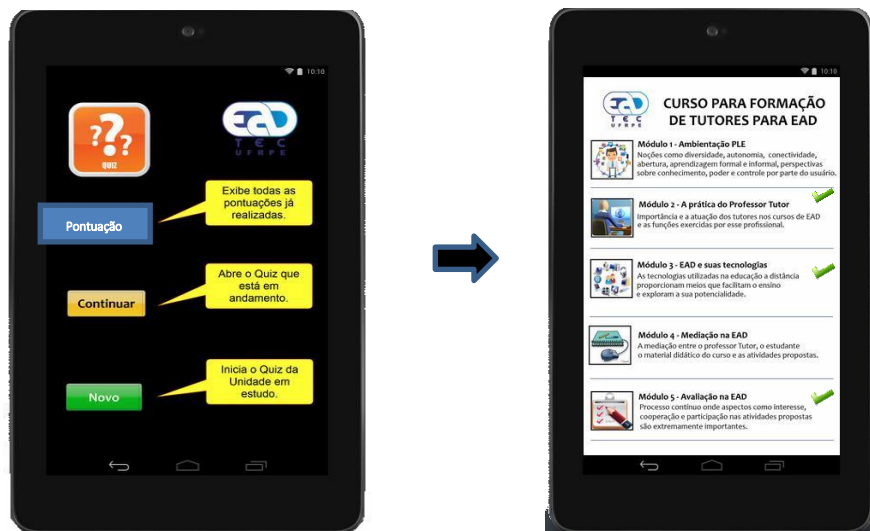 10:10
???
QUIZ
EAD
TEC
UFRPE
Exibe todas as
pontuações já
realizadas.
Pontuação
Abre o Quiz que
está em
andamento.
Continuar
Inicia o Quiz da
Unidade em
estudo.
Novo
10:10
EAD
TEC
UFRPE
CURSO PARA FORMAÇÃO
DE TUTORES PARA EAD
Módulo 1 - Ambientação PLE
Noções como diversidade, autonomia, conectividade,
abertura, aprendizagem formal e informal, perspectivas
sobre conhecimento, poder e controle por parte do usuário.
Módulo 2 - A prática do Professor Tutor
Importância e a atuação dos tutores nos cursos de EAD
e as funções exercidas por esse profissional.
Módulo 3 - EAD e suas tecnologias
As tecnologias utilizadas na educação a distância
proporcionam meios que facilitam o ensino
e exploram a sua potencialidade.
Módulo 4 - Mediação na EAD
A mediação entre o professor Tutor, o estudante
o material didático do curso e as atividades propostas.
Módulo 5 - Avaliação na EAD
Processo contínuo onde aspectos como interesse,
cooperação e participação nas atividades propostas
são extremamente importantes.